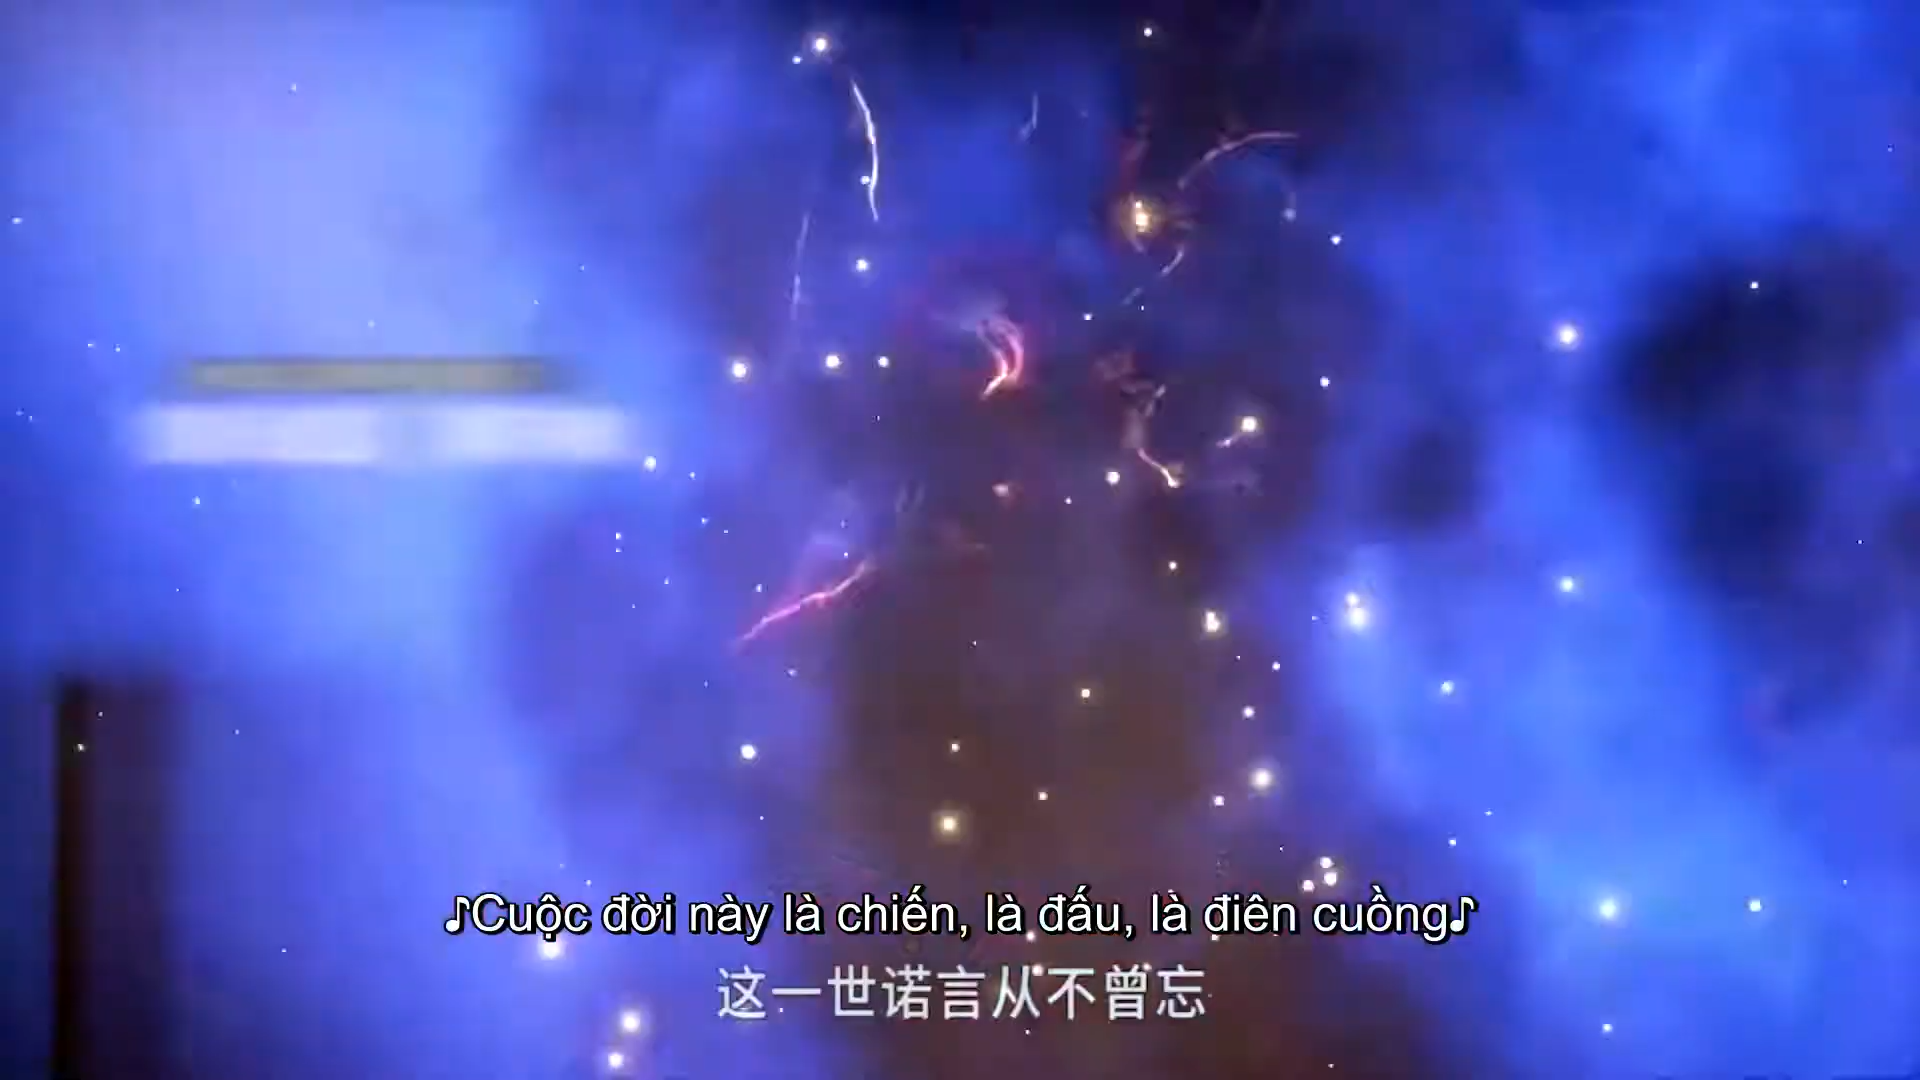 ♪Cuộc đời này là chiến, là đấu, là điên cuồng♪
这一世诺言从不曾忘